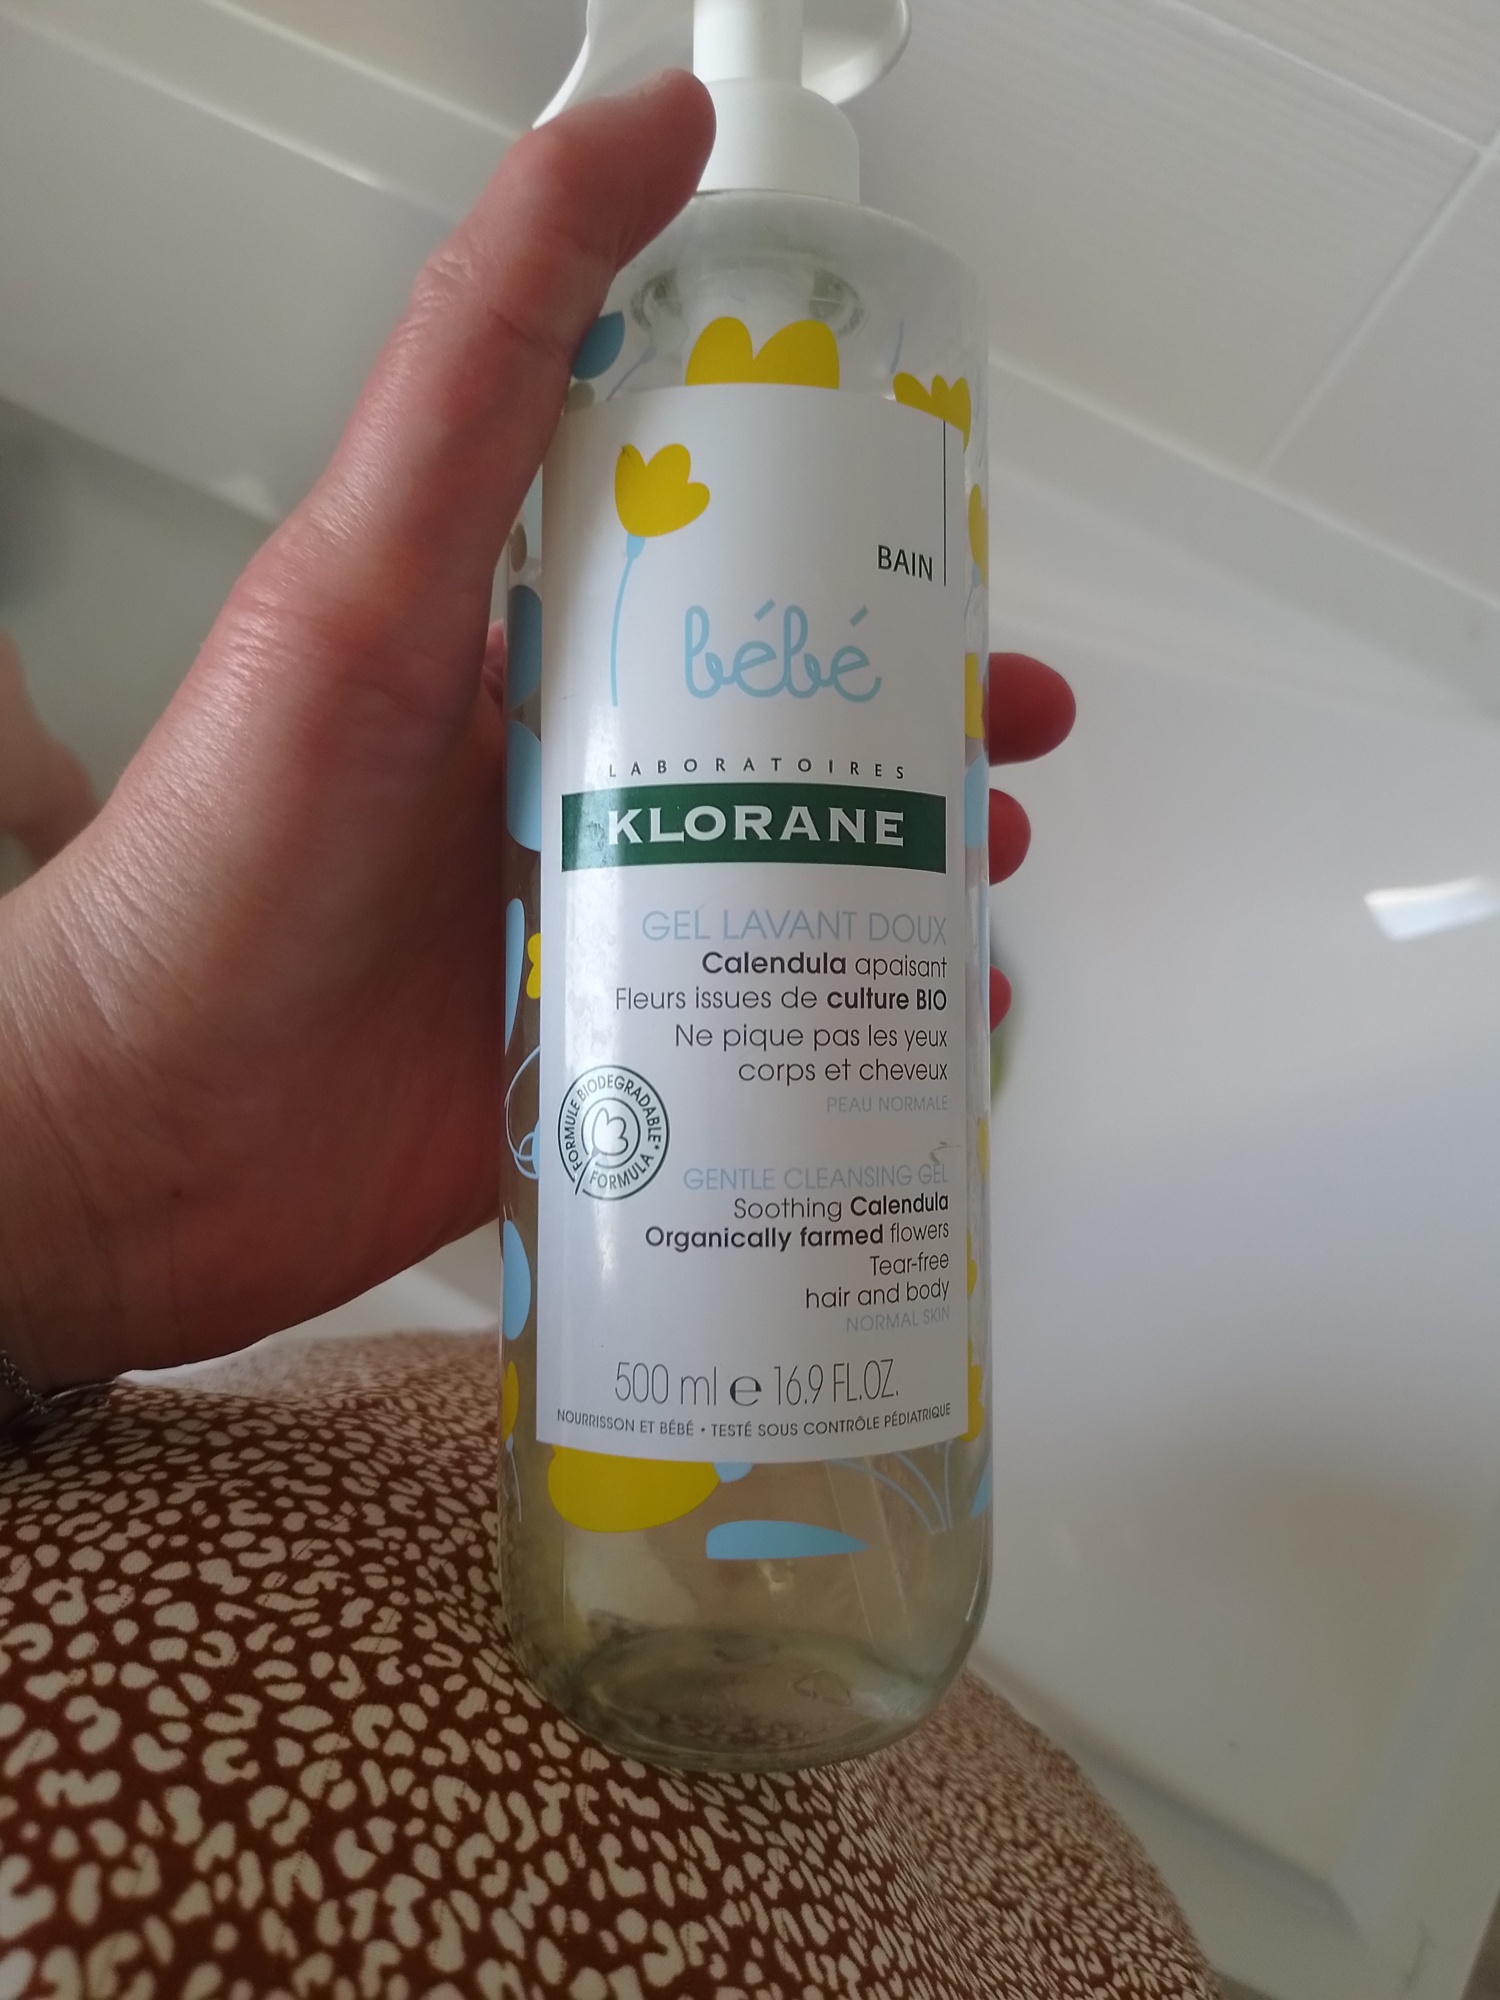 BAIN
bébé
LABORATOIRES
KLORANE
GEL LAVANT DOUX
Calendula apaisant
Fleurs issues de culture BIO
Ne pique pas les yeux
corps et cheveux
PEAU NORMALE
FORMULE BIODEGRADABLE •
FORMULA
GENTLE CLEANSING GEL
Soothing Calendula
Organically farmed flowers
Tear-free
hair and body
NORMAL SKIN
500 ml e 16.9 FL.OZ.
NOURRISSON ET BÉBÉ • TESTÉ SOUS CONTRÔLE PÉDIATRIQUE